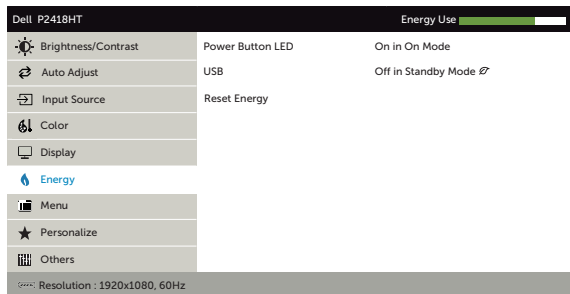 Dell P2418HT Energy Use
Brightness/Contrast Power Button LED On in On Mode
Auto Adjust USB Off in Standby Mode
Input Source Reset Energy
Color
Display
Energy
Menu
Personalize
Others
Resolution : 1920x1080, 60Hz